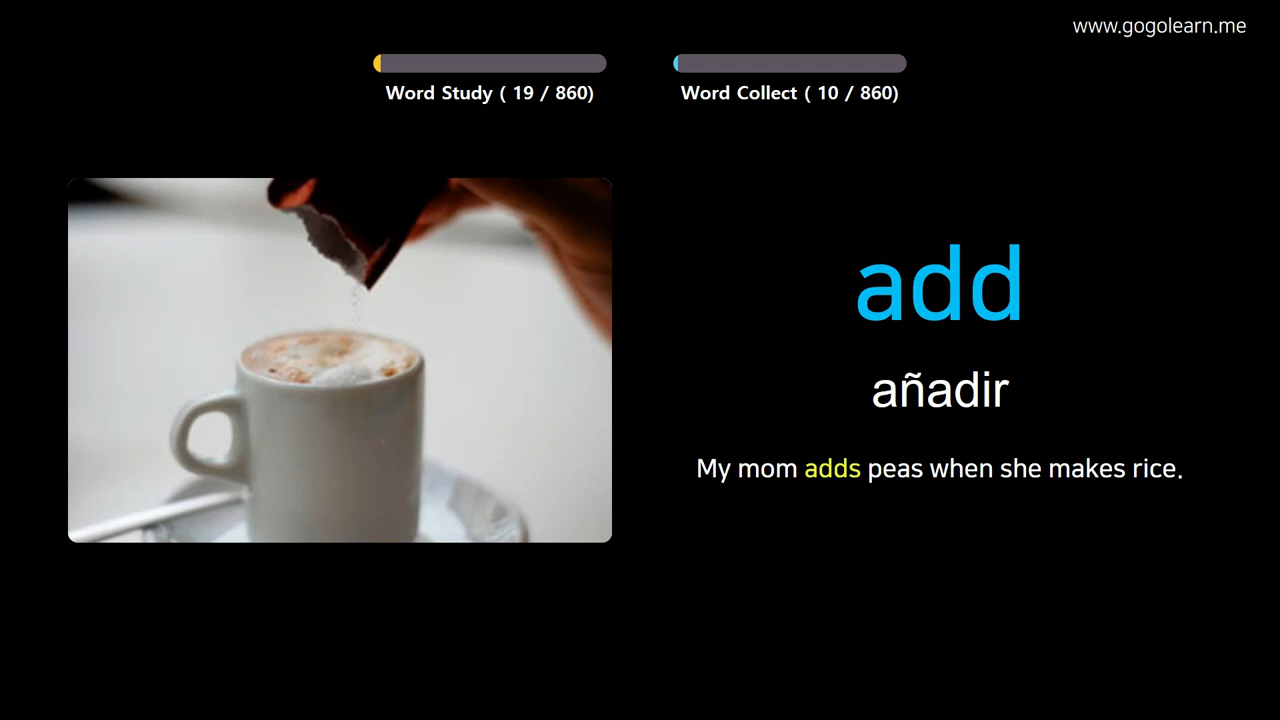 www.gogolearn.me
Word Study ( 19 / 860)
Word Collect ( 10 / 860)
add
añadir
My mom adds peas when she makes rice.